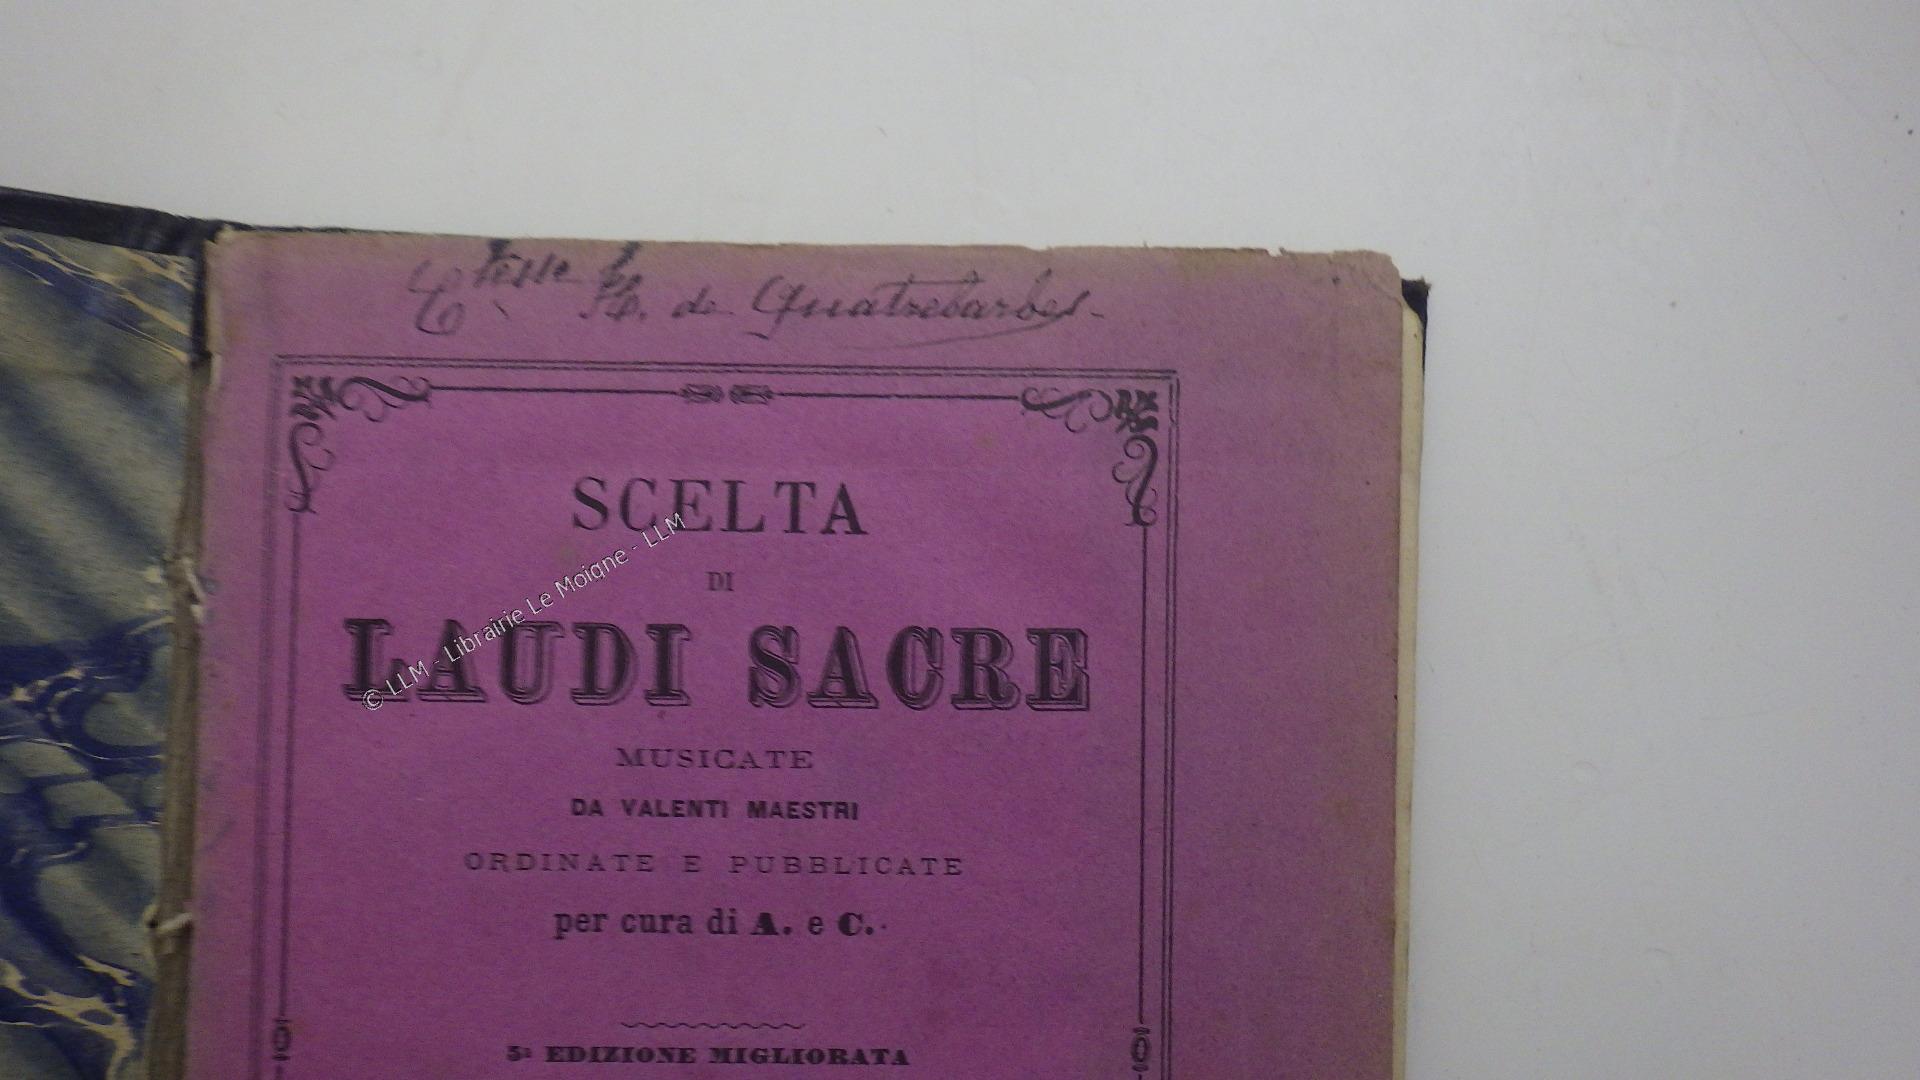 Ctesse H. de Quatrebarbes.
SCELTA
DI
LAUDI SACRE
MUSICATE
DA VALENTI MAESTRI
ORDINATE E PUBBLICATE
per cura di A. e C.
5ª EDIZIONE MIGLIORATA
© LLM - Librairie Le Moigne - LLM